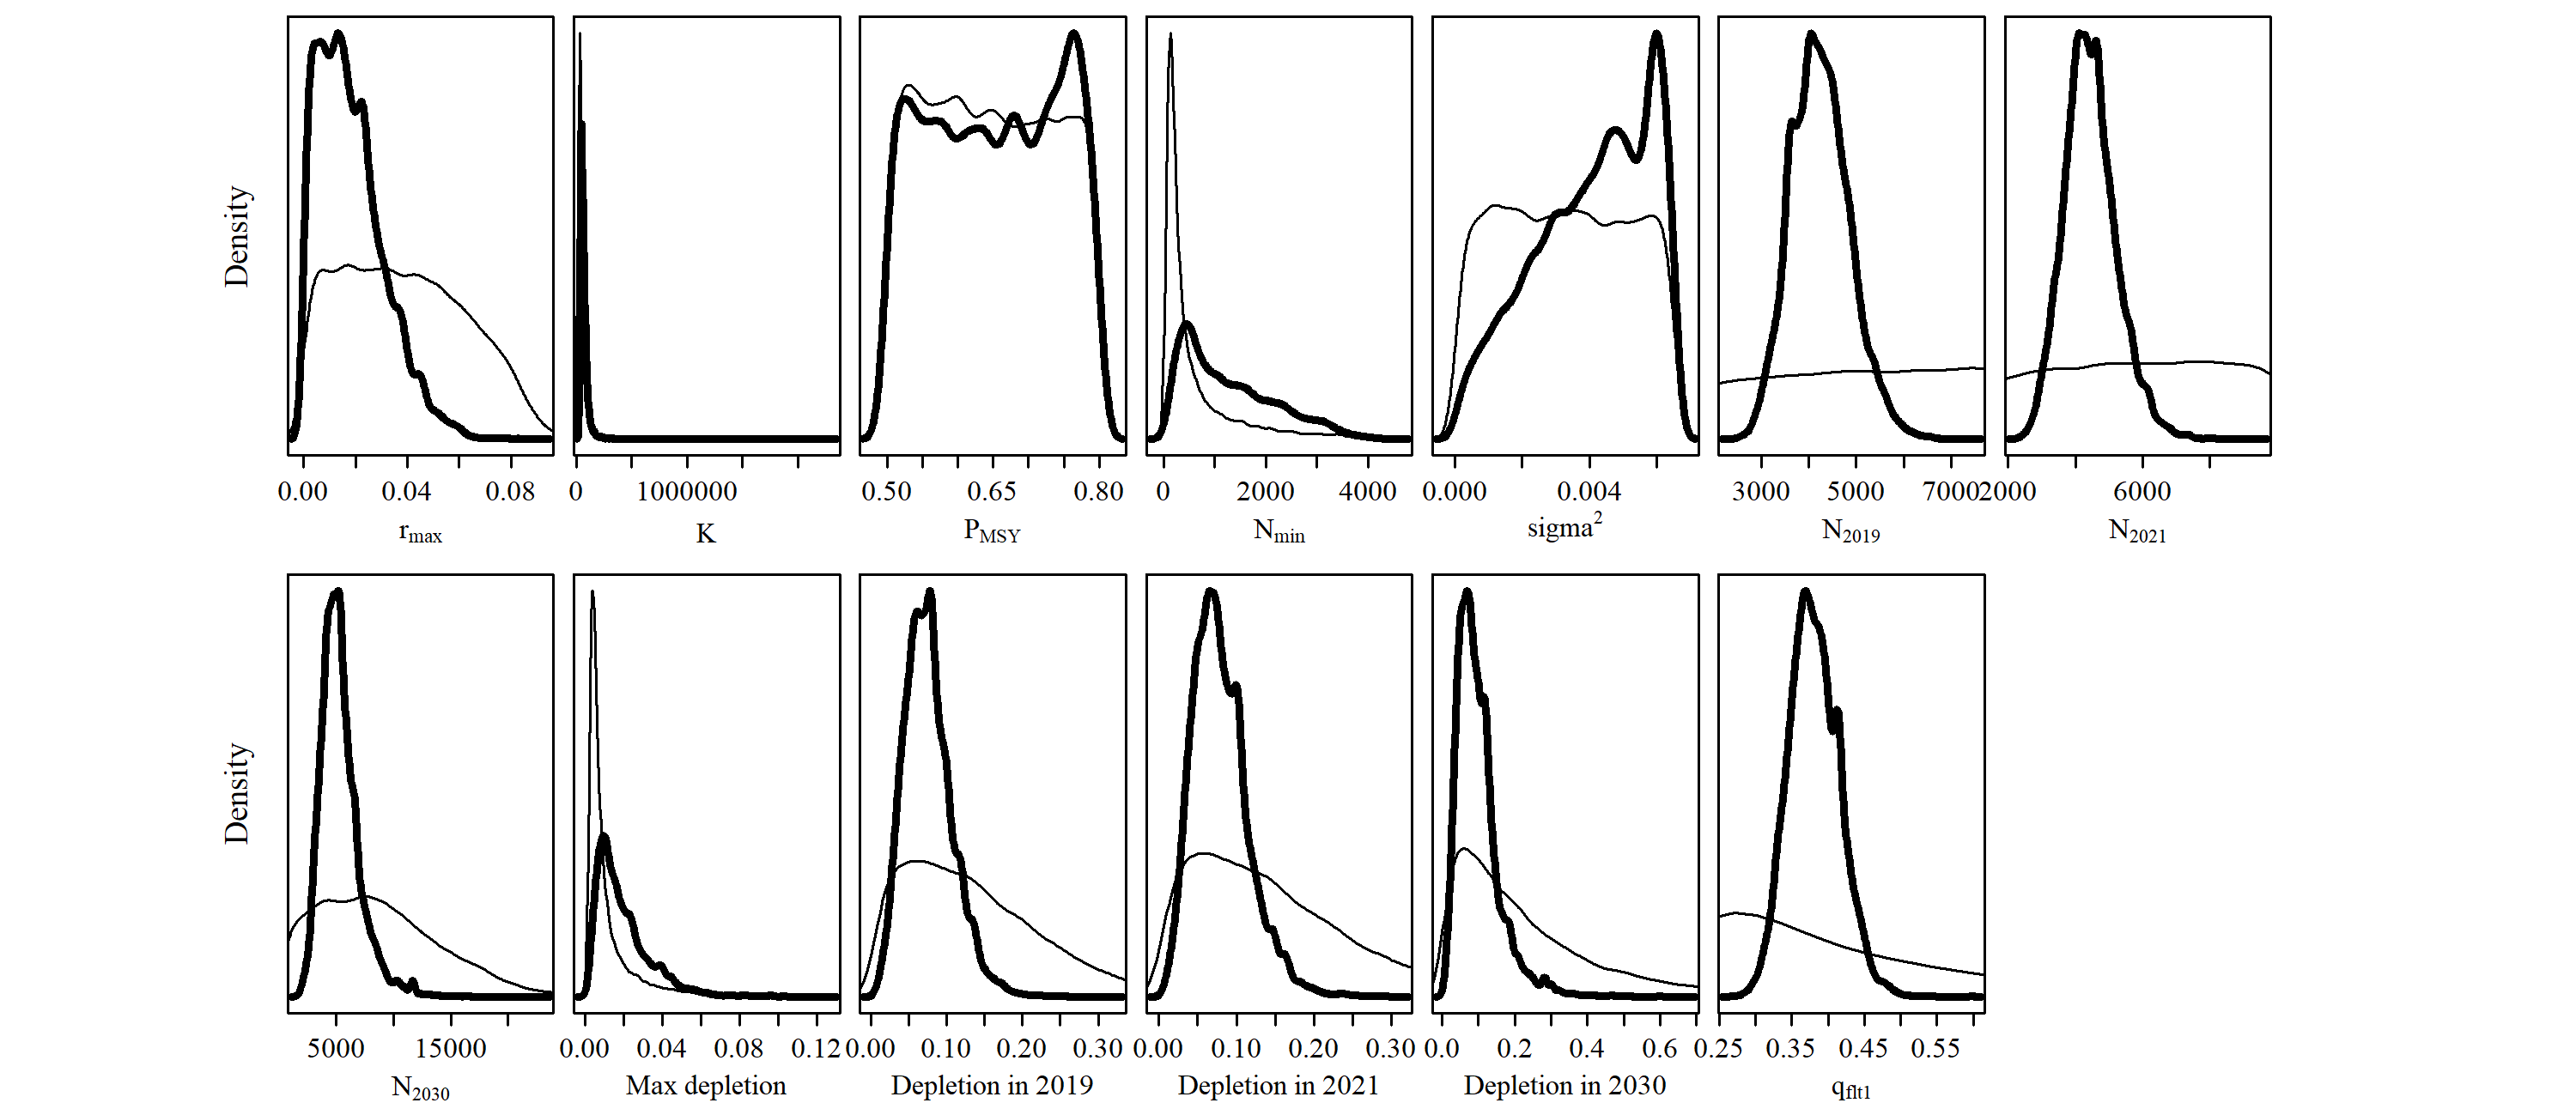 Density
0.00 0.04 0.08 0 1000000 0.50 0.65 0.80 0 2000 4000 0.000 0.004 3000 5000 7000 2000 6000
r_max K P_MSY N_min sigma² N_2019 N_2021
Density
5000 15000 0.00 0.04 0.08 0.12 0.00 0.10 0.20 0.30 0.00 0.10 0.20 0.30 0.0 0.2 0.4 0.6 0.25 0.35 0.45 0.55
N_2030 Max depletion Depletion in 2019 Depletion in 2021 Depletion in 2030 q_flt1